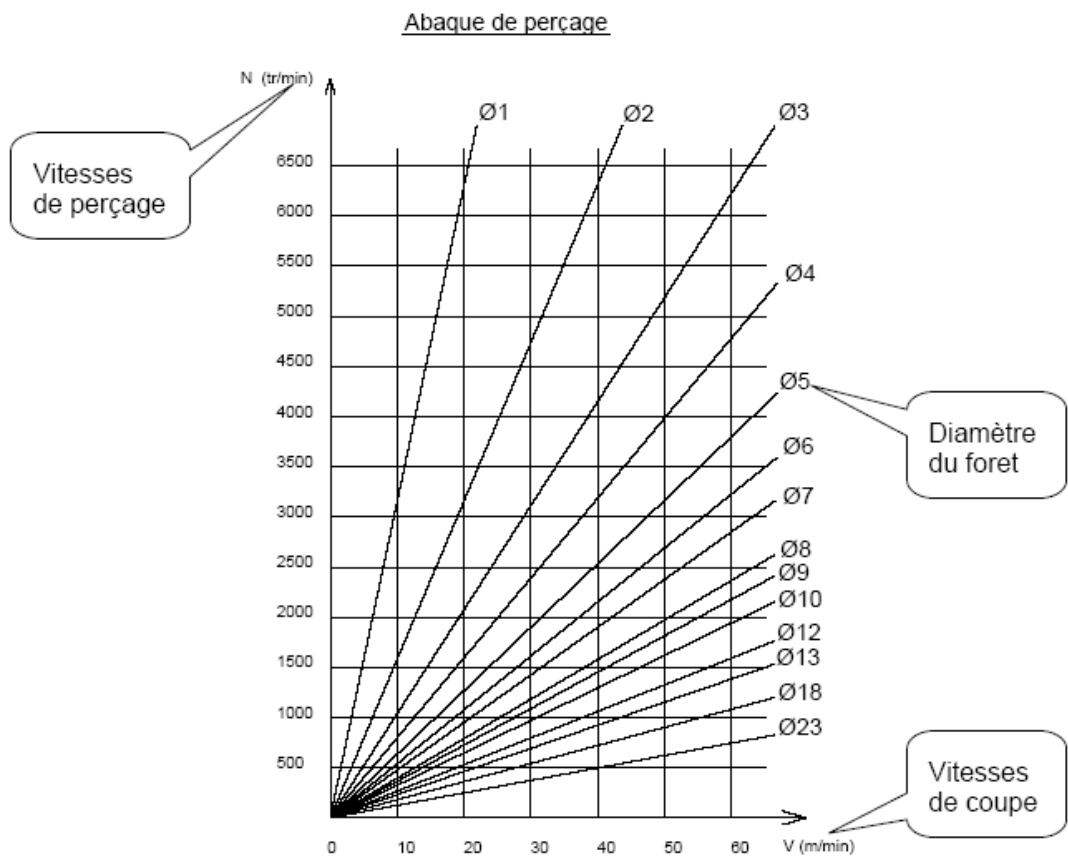 Abaque de perçage
N (tr/min)
Vitesses
de perçage
Ø1
Ø2
Ø3
6500
6000
5500
Ø4
5000
4500
Ø5
4000
Diamètre
du foret
Ø6
3500
Ø7
3000
Ø8
2500
Ø9
Ø10
2000
Ø12
1500
Ø13
Ø18
1000
Ø23
500
Vitesses
de coupe
0 10 20 30 40 50 60 V (m/min)